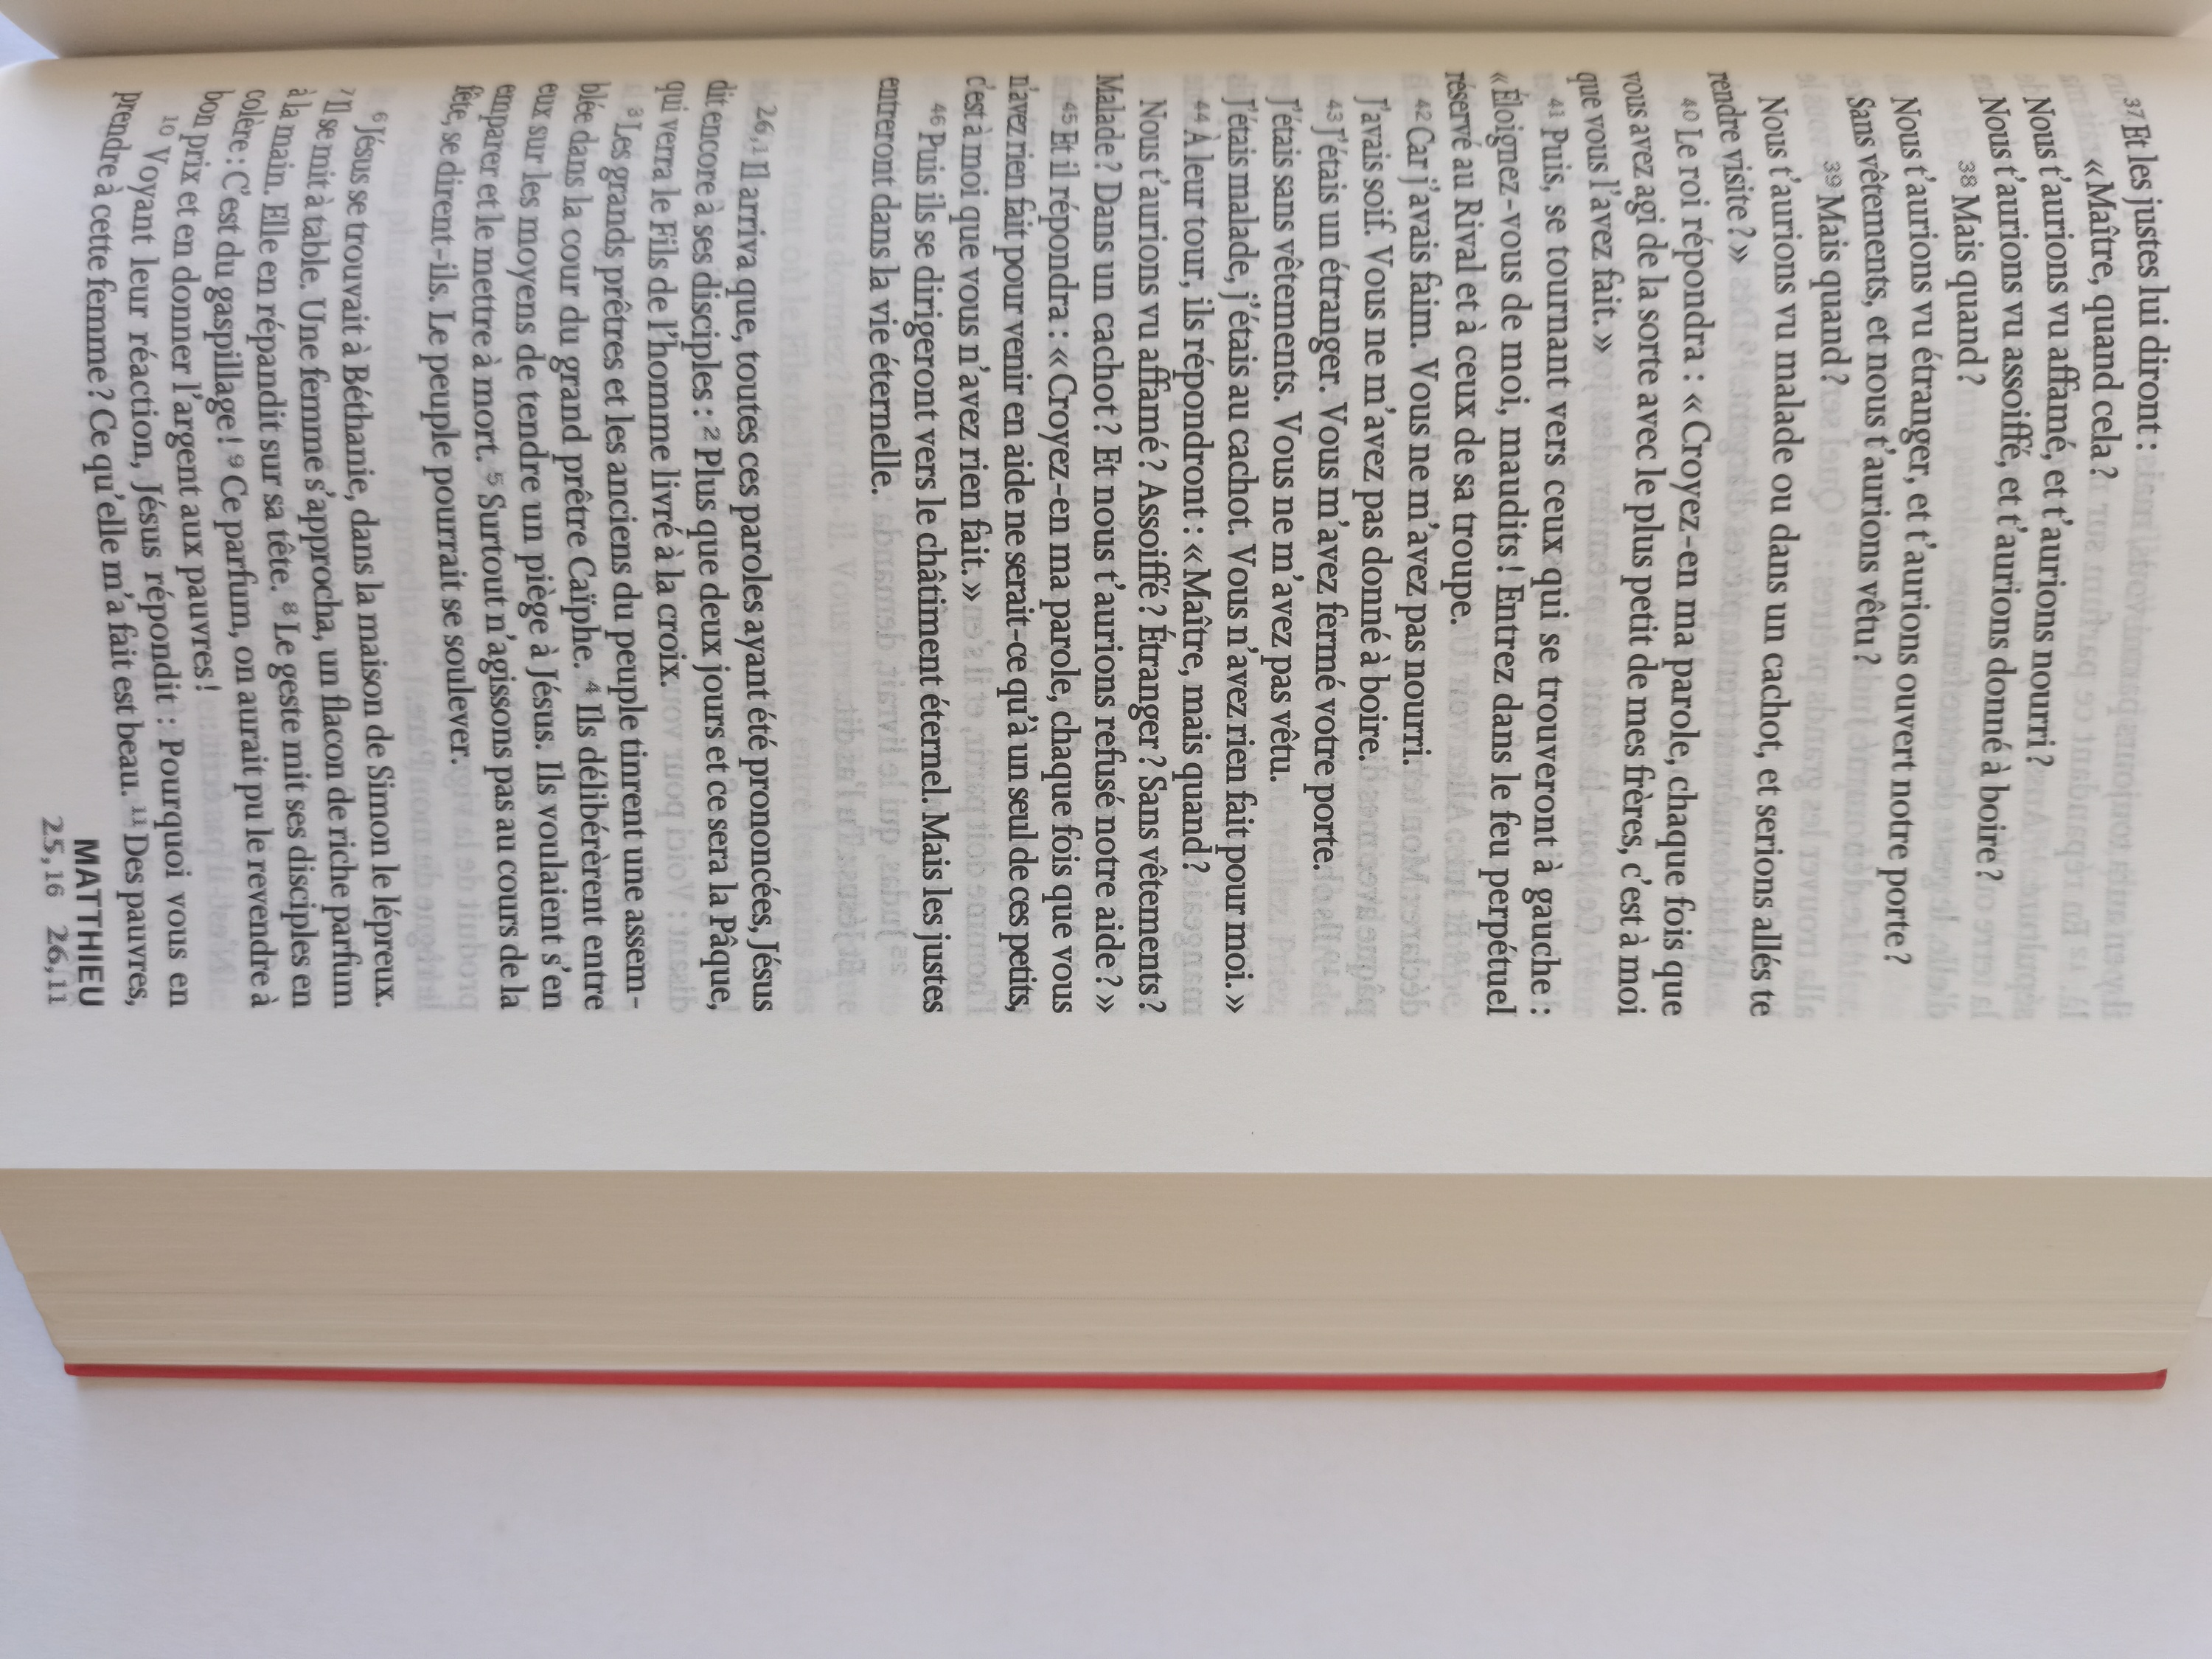 37 Et les justes lui diront :
« Maître, quand cela ?
Nous t'aurions vu affamé, et t'aurions nourri ?
Nous t'aurions vu assoiffé, et t'aurions donné à boire ?
38 Mais quand ?
Nous t'aurions vu étranger, et t'aurions ouvert notre porte ?
Sans vêtements, et nous t'aurions vêtu ?
39 Mais quand ?
Nous t'aurions vu malade ou dans un cachot, et serions allés te
rendre visite ? »
40 Le roi répondra : « Croyez-en ma parole, chaque fois que
vous avez agi de la sorte avec le plus petit de mes frères, c'est à moi
que vous l'avez fait. »
41 Puis, se tournant vers ceux qui se trouveront à gauche :
« Éloignez-vous de moi, maudits ! Entrez dans le feu perpétuel
réservé au Rival et à ceux de sa troupe.
42 Car j'avais faim. Vous ne m'avez pas nourri.
J'avais soif. Vous ne m'avez pas donné à boire.
43 J'étais un étranger. Vous m'avez fermé votre porte.
J'étais sans vêtements. Vous ne m'avez pas vêtu.
J'étais malade, j'étais au cachot. Vous n'avez rien fait pour moi. »
44 À leur tour, ils répondront : « Maître, mais quand ?
Nous t'aurions vu affamé ? Assoiffé ? Étranger ? Sans vêtements ?
Malade ? Dans un cachot ? Et nous t'aurions refusé notre aide ? »
45 Et il répondra : « Croyez-en ma parole, chaque fois que vous
n'avez rien fait pour venir en aide ne serait-ce qu'à un seul de ces petits,
c'est à moi que vous n'avez rien fait. »
46 Puis ils se dirigeront vers le châtiment éternel. Mais les justes
entreront dans la vie éternelle.
26,1 Il arriva que, toutes ces paroles ayant été prononcées, Jésus
dit encore à ses disciples : 2 Plus que deux jours et ce sera la Pâque,
qui verra le Fils de l'homme livré à la croix.
3 Les grands prêtres et les anciens du peuple tinrent une assem-
blée dans la cour du grand prêtre Caïphe. 4 Ils délibérèrent entre
eux sur les moyens de tendre un piège à Jésus. Ils voulaient s'en
emparer et le mettre à mort. 5 Surtout n'agissons pas au cours de la
fête, se dirent-ils. Le peuple pourrait se soulever.
6 Jésus se trouvait à Béthanie, dans la maison de Simon le lépreux.
7 Il se mit à table. Une femme s'approcha, un flacon de riche parfum
à la main. Elle en répandit sur sa tête. 8 Le geste mit ses disciples en
colère : C'est du gaspillage ! 9 Ce parfum, on aurait pu le revendre à
bon prix et en donner l'argent aux pauvres !
10 Voyant leur réaction, Jésus répondit : Pourquoi vous en
prendre à cette femme ? Ce qu'elle m'a fait est beau. 11 Des pauvres,
MATTHIEU
25,16 26,11